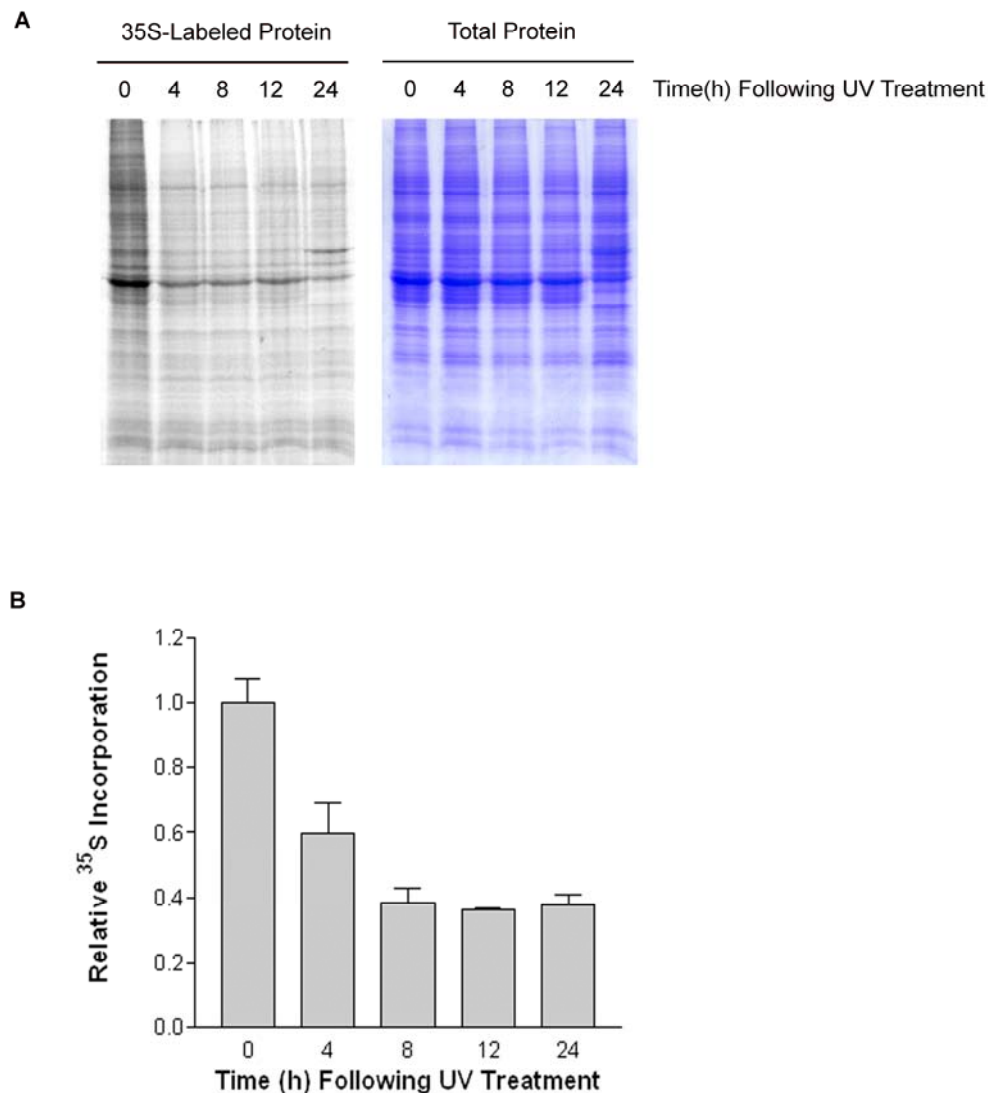 A
35S-Labeled Protein Total Protein
0 4 8 12 24 0 4 8 12 24 Time(h) Following UV Treatment
B
1.2
1.0
0.8
0.6
0.4
0.2
0.0
Relative ³⁵S Incorporation
0 4 8 12 24
Time (h) Following UV Treatment